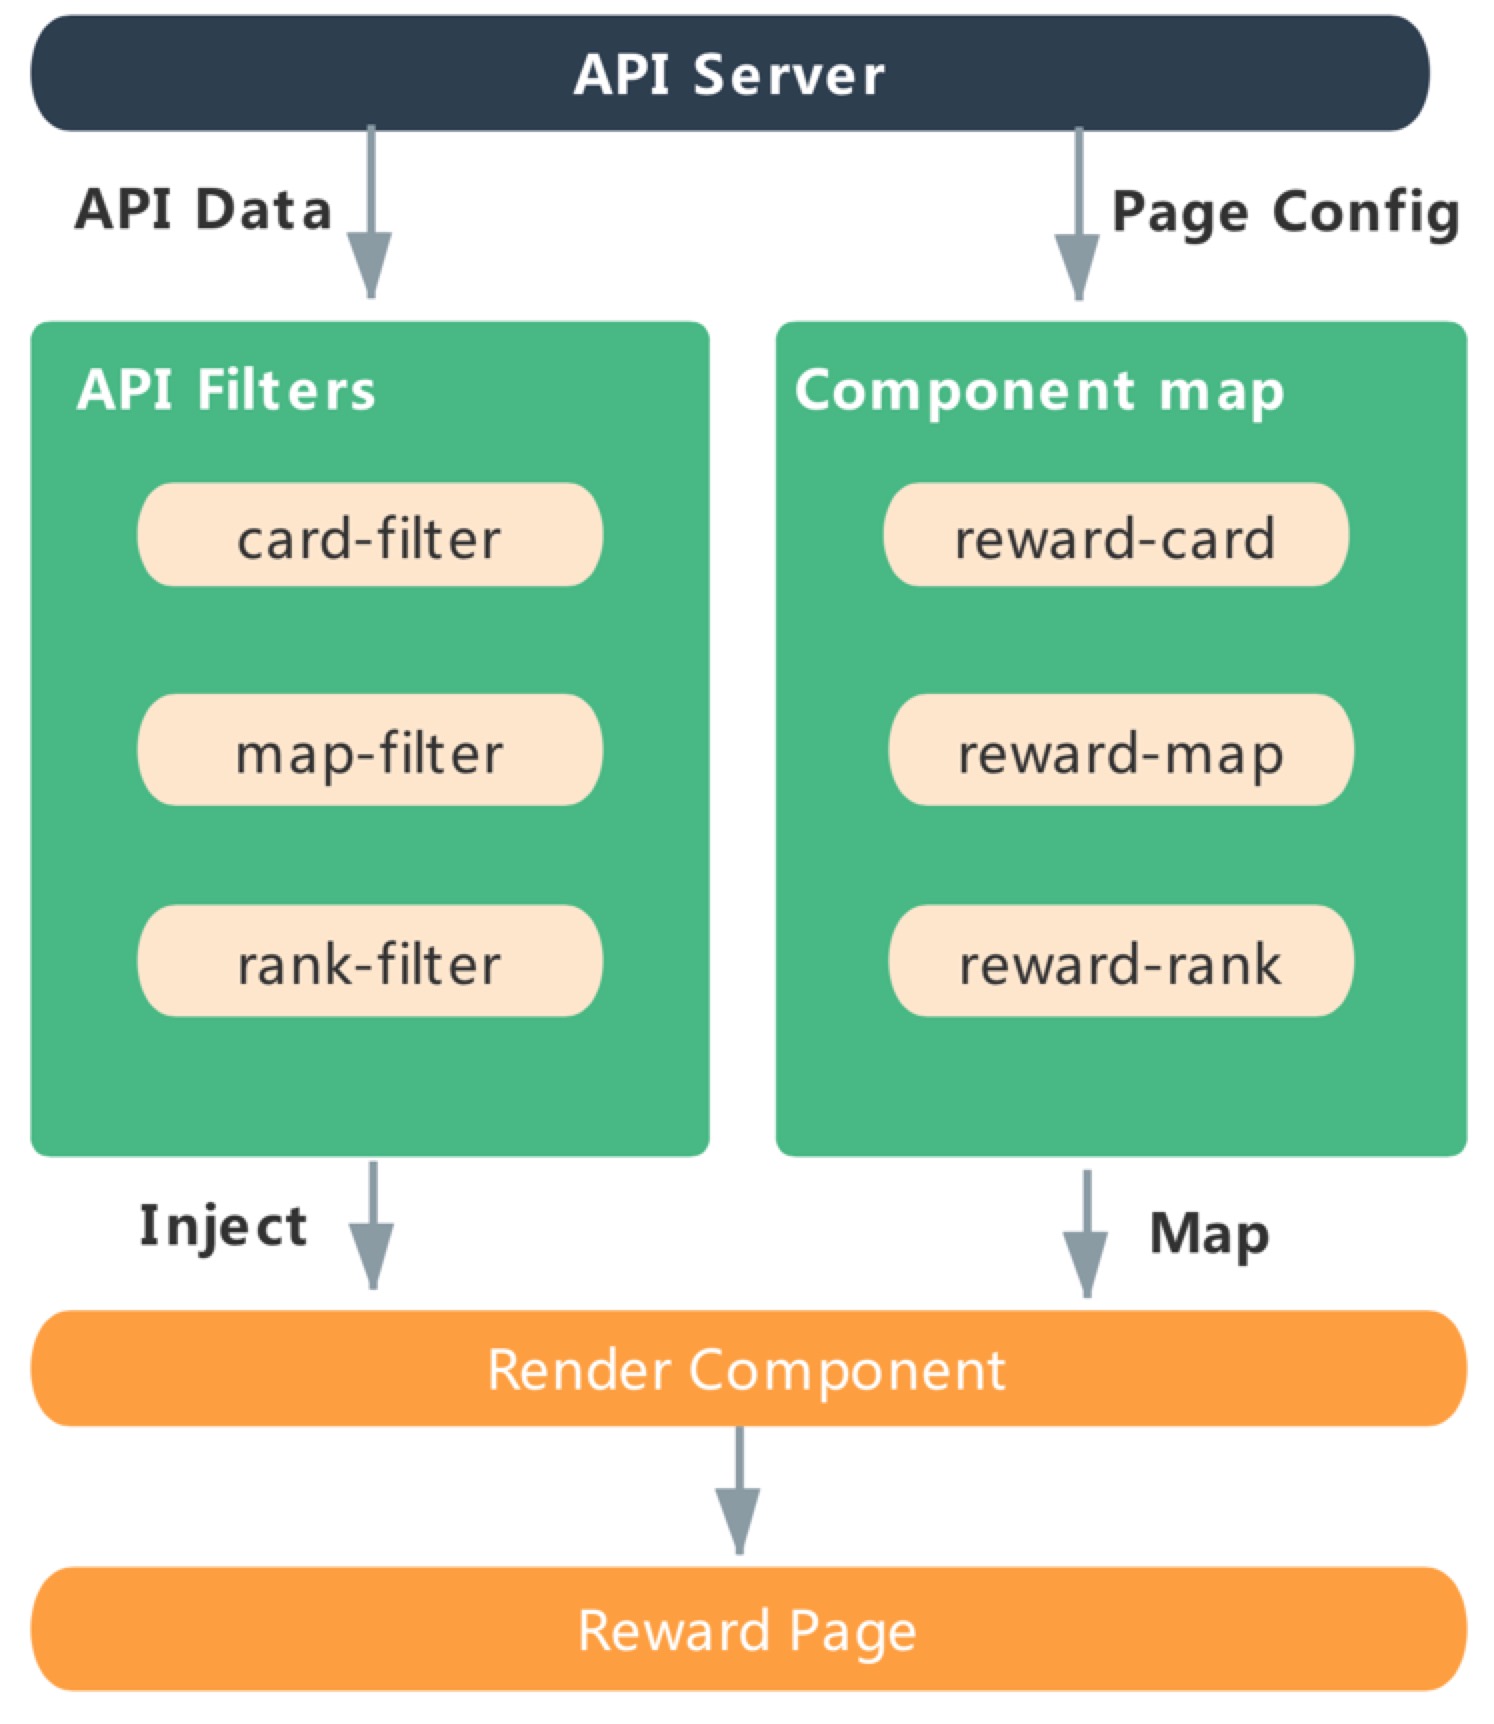 API Server
API Data
Page Config
API Filters
card-filter
map-filter
rank-filter
Component map
reward-card
reward-map
reward-rank
Inject
Map
Render Component
Reward Page